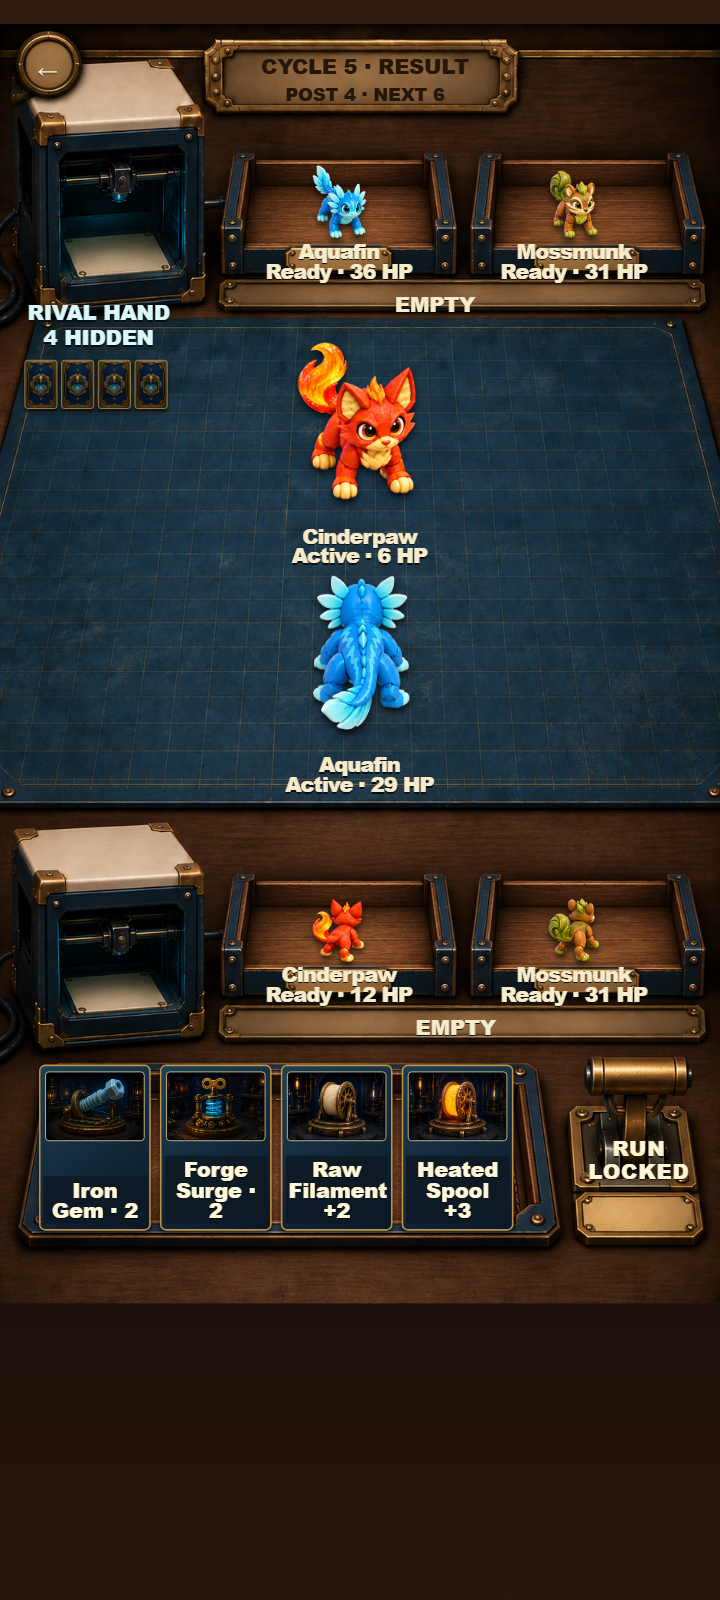 ←
CYCLE 5 · RESULT
POST 4 · NEXT 6
Aquafin
Ready · 36 HP
Mossmunk
Ready · 31 HP
EMPTY
RIVAL HAND
4 HIDDEN
Cinderpaw
Active · 6 HP
Aquafin
Active · 29 HP
Cinderpaw
Ready · 12 HP
Mossmunk
Ready · 31 HP
EMPTY
Iron
Gem · 2
Forge
Surge ·
2
Raw
Filament
+2
Heated
Spool
+3
RUN
LOCKED